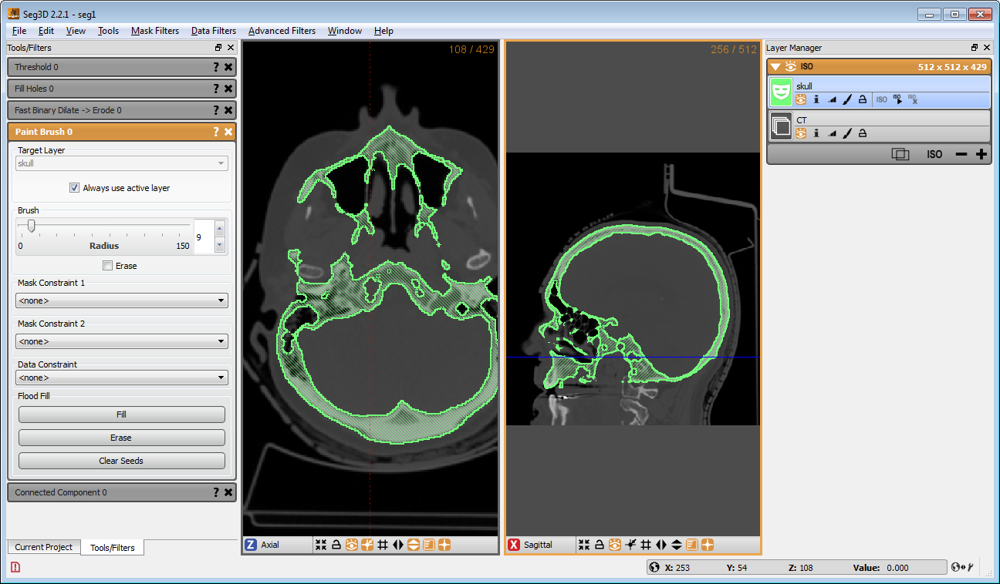 Seg3D 2.2.1 - seg1
File Edit View Tools Mask Filters Data Filters Advanced Filters Window Help
Tools/Filters
Threshold 0
Fill Holes 0
Fast Binary Dilate -> Erode 0
Paint Brush 0
Target Layer
skull
Always use active layer
Brush
9
0 Radius 150
Erase
Mask Constraint 1
<none>
Mask Constraint 2
<none>
Data Constraint
<none>
Flood Fill
Fill
Erase
Clear Seeds
Connected Component 0
Current Project Tools/Filters
108 / 429
Z Axial
256 / 512
X Sagittal
Layer Manager
ISO 512 x 512 x 429
skull
ISO ISO ISO
CT
ISO
X: 253 Y: 54 Z: 108 Value: 0.000